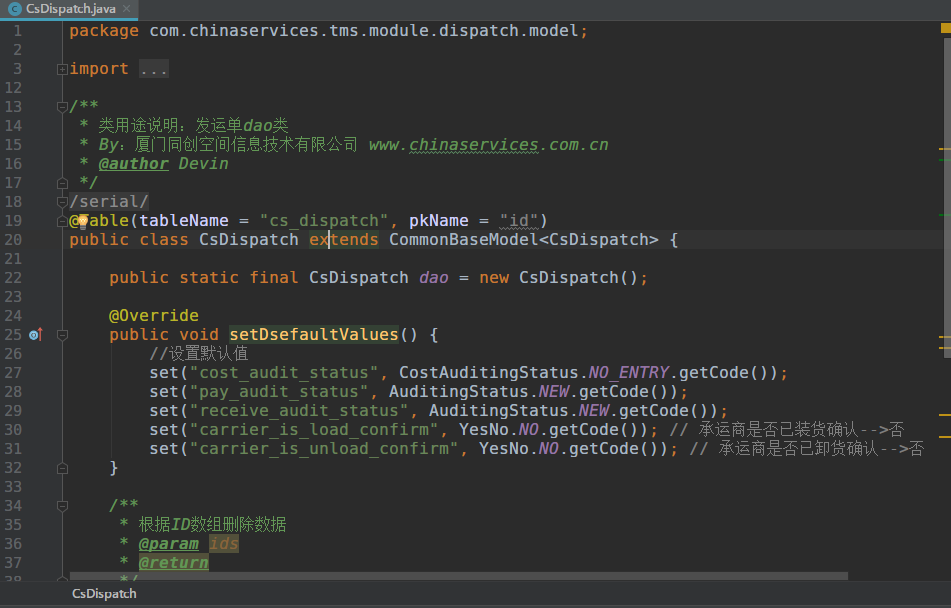 CsDispatch.java
1 package com.chinaservices.tms.module.dispatch.model;
2
3 import ...
12
13 /**
14 * 类用途说明：发运单dao类
15 * By：厦门同创空间信息技术有限公司 www.chinaservices.com.cn
16 * @author Devin
17 */
18 /serial/
19 @Table(tableName = "cs_dispatch", pkName = "id")
20 public class CsDispatch extends CommonBaseModel<CsDispatch> {
21
22 public static final CsDispatch dao = new CsDispatch();
23
24 @Override
25 public void setDsefaultValues() {
26 //设置默认值
27 set("cost_audit_status", CostAuditingStatus.NO_ENTRY.getCode());
28 set("pay_audit_status", AuditingStatus.NEW.getCode());
29 set("receive_audit_status", AuditingStatus.NEW.getCode());
30 set("carrier_is_load_confirm", YesNo.NO.getCode()); // 承运商是否已装货确认-->否
31 set("carrier_is_unload_confirm", YesNo.NO.getCode()); // 承运商是否已卸货确认-->否
32 }
33
34 /**
35 * 根据ID数组删除数据
36 * @param ids
37 * @return
38 */
CsDispatch